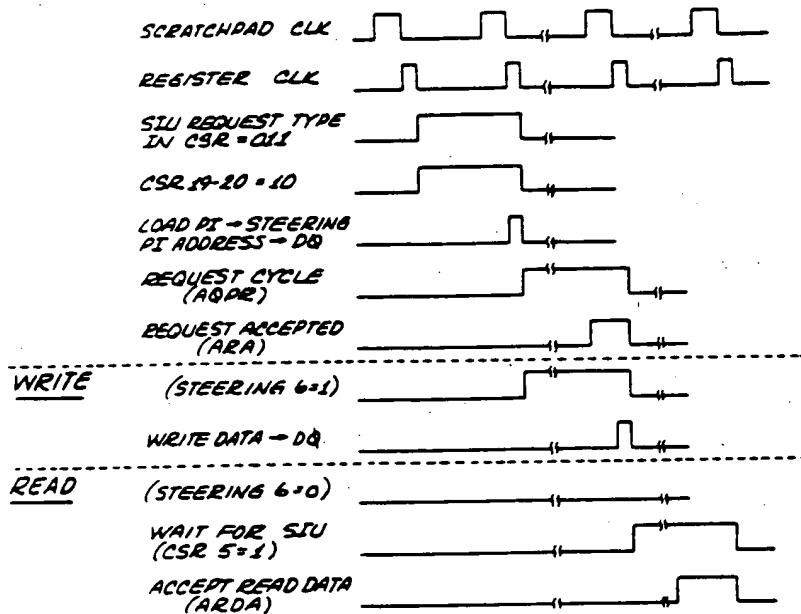 SCRATCHPAD CLK
REGISTER CLK
SIU REQUEST TYPE
IN CSR = 011
CSR 19-20 = 10
LOAD PI → STEERING
PI ADDRESS → DQ
REQUEST CYCLE
(AOPR)
REQUEST ACCEPTED
(ARA)
WRITE
(STEERING 6=1)
WRITE DATA → DQ
READ
(STEERING 6=0)
WAIT FOR SIU
(CSR 5=1)
ACCEPT READ DATA
(ARDA)